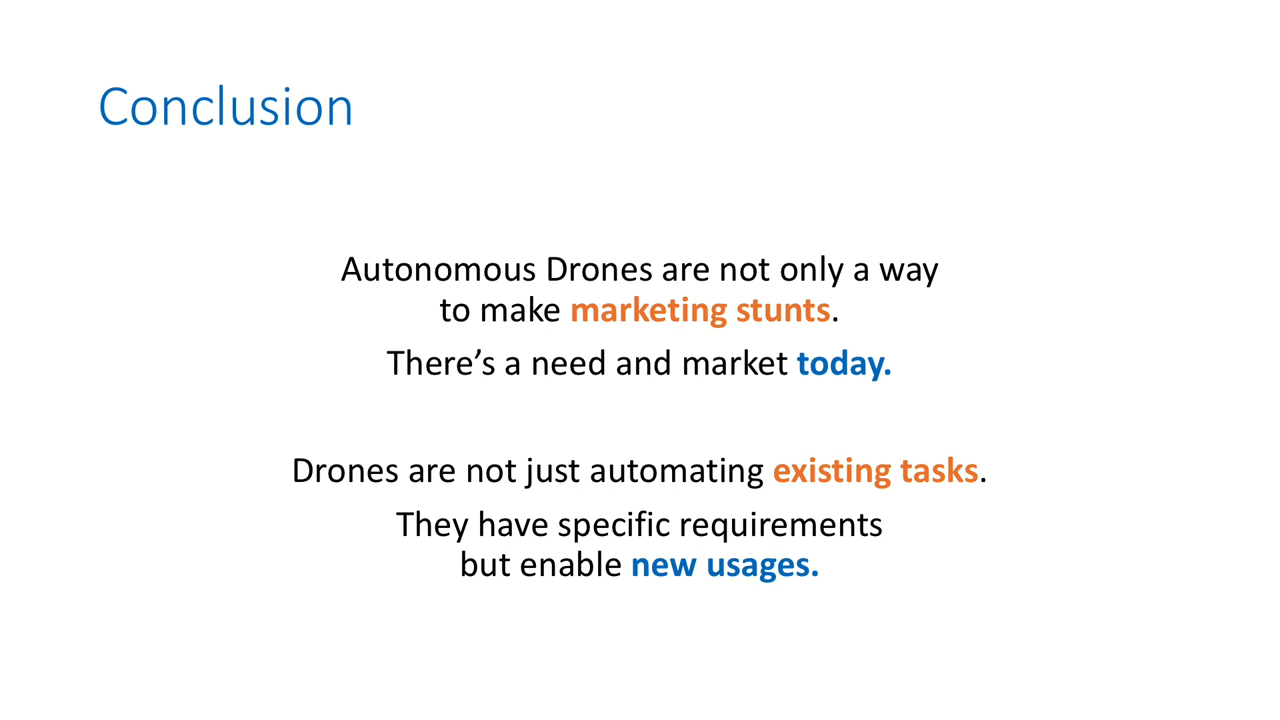 Conclusion
Autonomous Drones are not only a way
to make marketing stunts.
There’s a need and market today.
Drones are not just automating existing tasks.
They have specific requirements
but enable new usages.